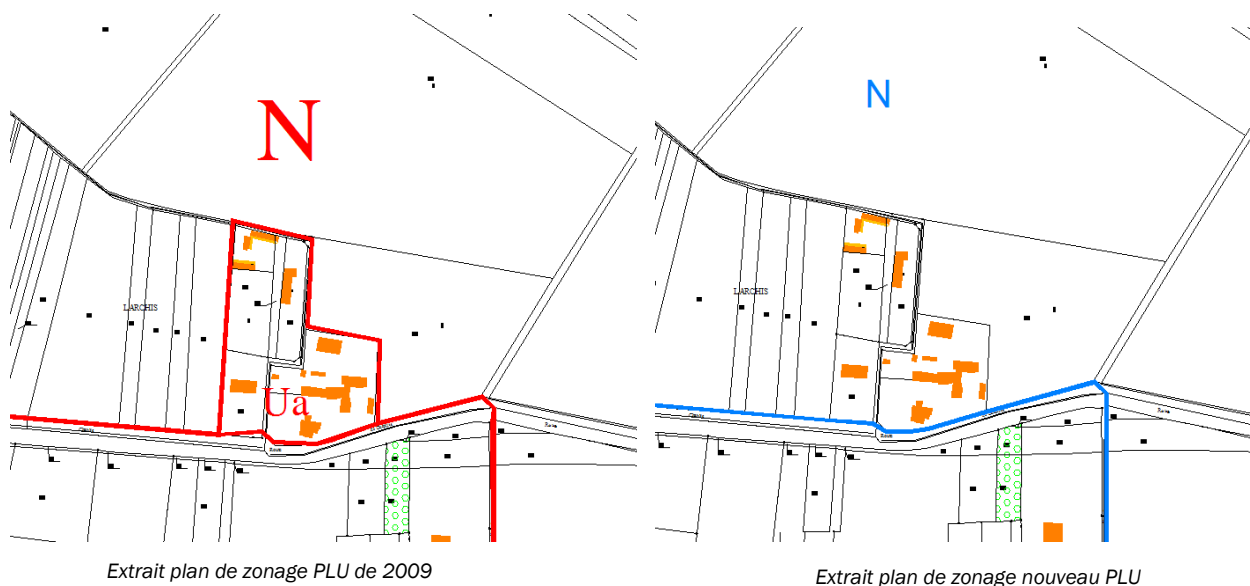 N
N
LARCHIS
LARCHIS
Ua
Extrait plan de zonage PLU de 2009
Extrait plan de zonage nouveau PLU